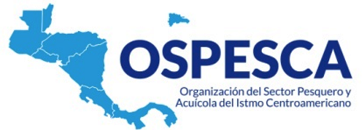 OSPESCA
Organización del Sector Pesquero y
Acuícola del Istmo Centroamericano